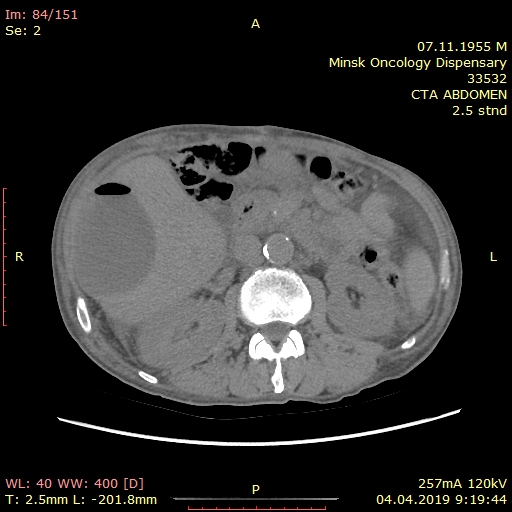 Im: 84/151
Se: 2
A
07.11.1955 M
Minsk Oncology Dispensary
33532
CTA ABDOMEN
2.5 stnd
R
L
WL: 40 WW: 400 [D]
T: 2.5mm L: -201.8mm
P
257mA 120kV
04.04.2019 9:19:44